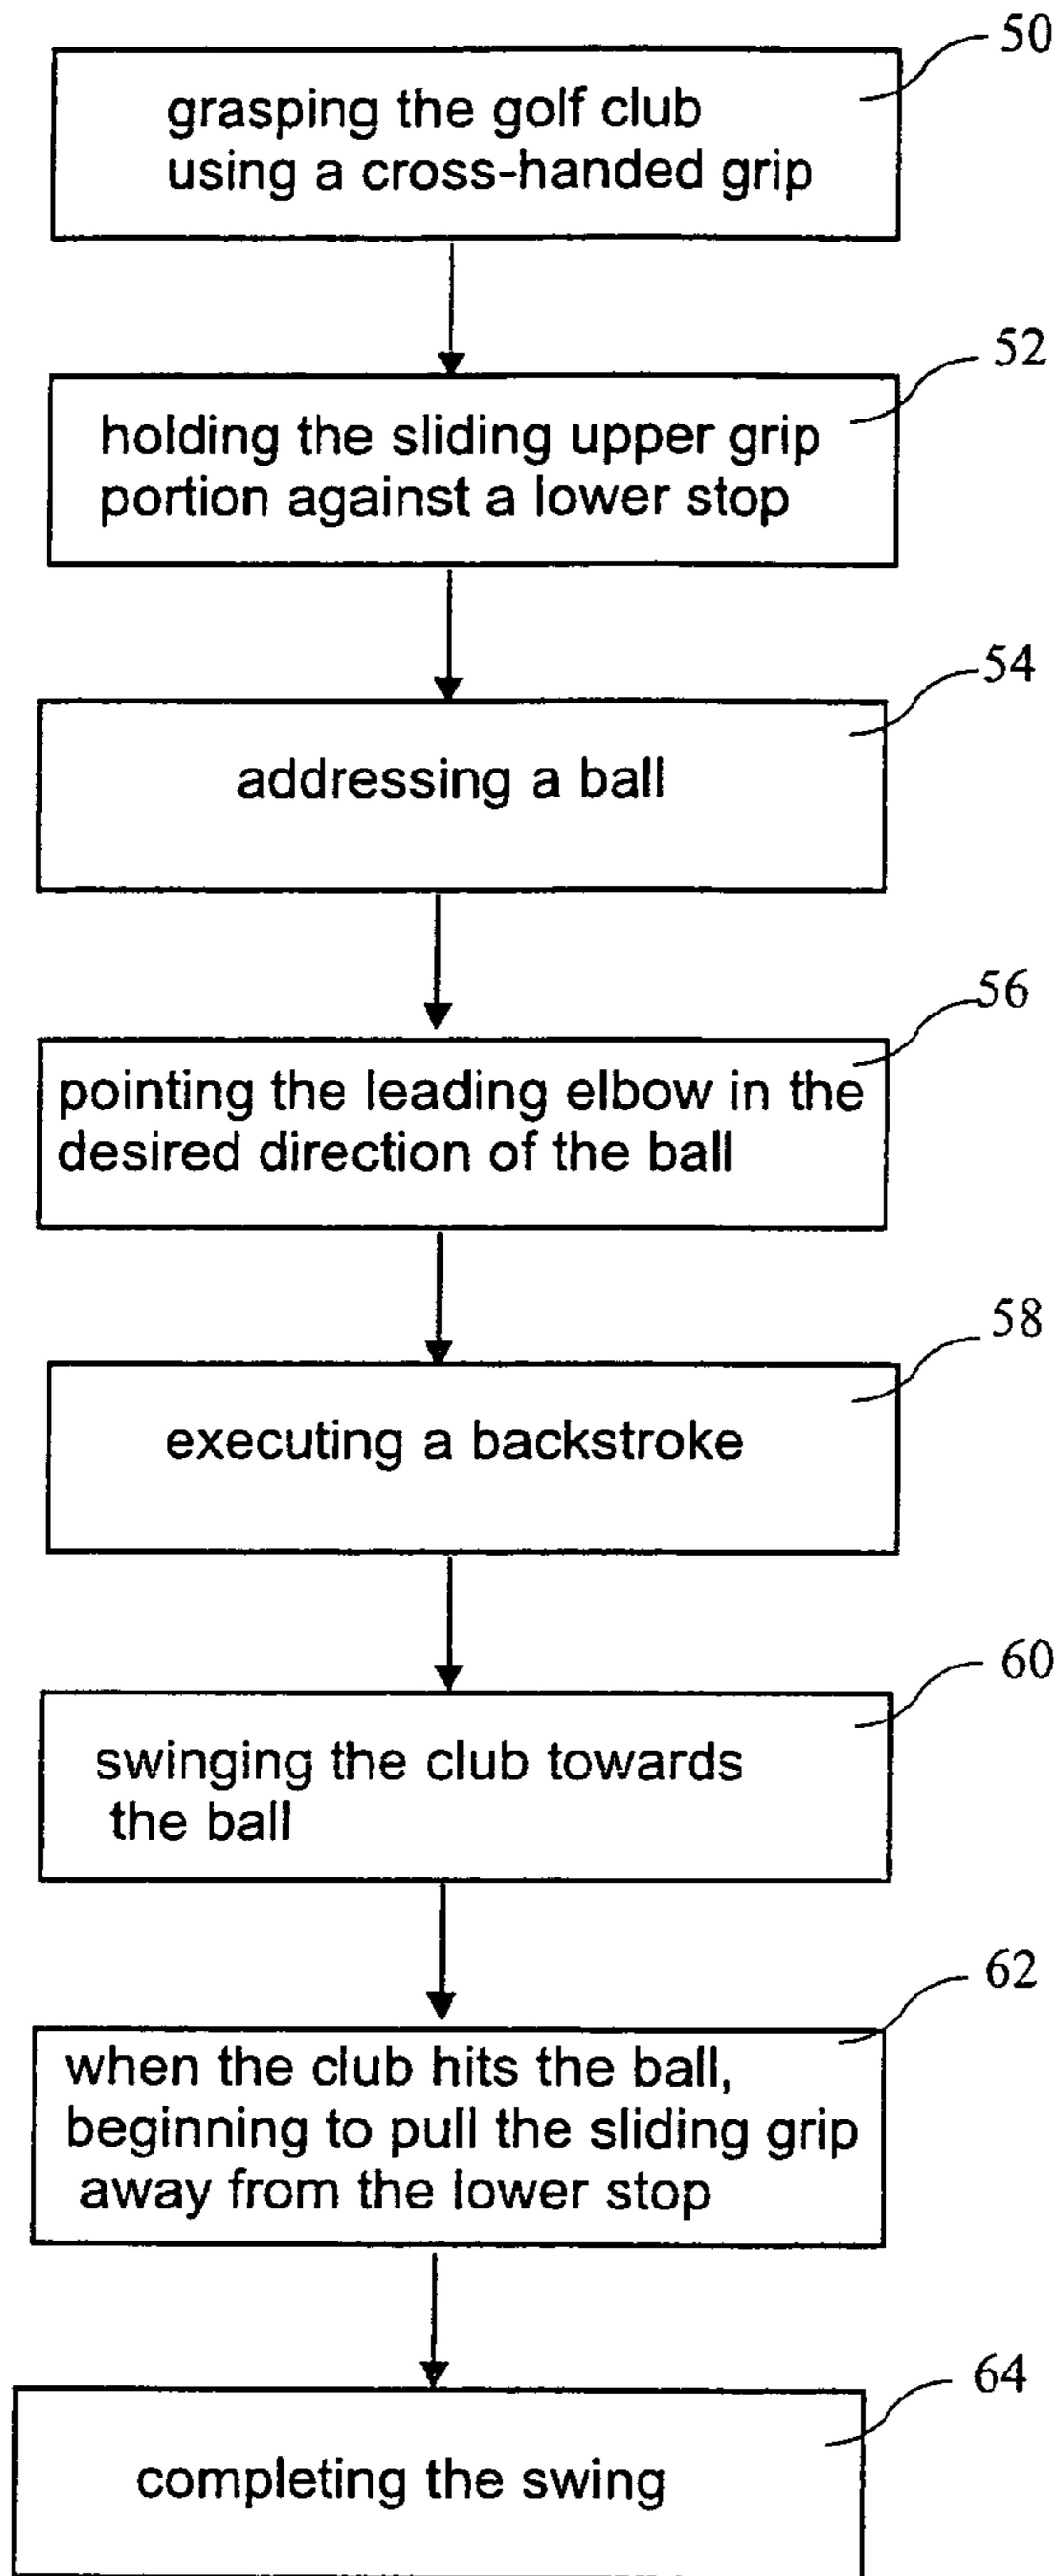 50
grasping the golf club
using a cross-handed grip
52
holding the sliding upper grip
portion against a lower stop
54
addressing a ball
56
pointing the leading elbow in the
desired direction of the ball
58
executing a backstroke
60
swinging the club towards
the ball
62
when the club hits the ball,
beginning to pull the sliding grip
away from the lower stop
64
completing the swing